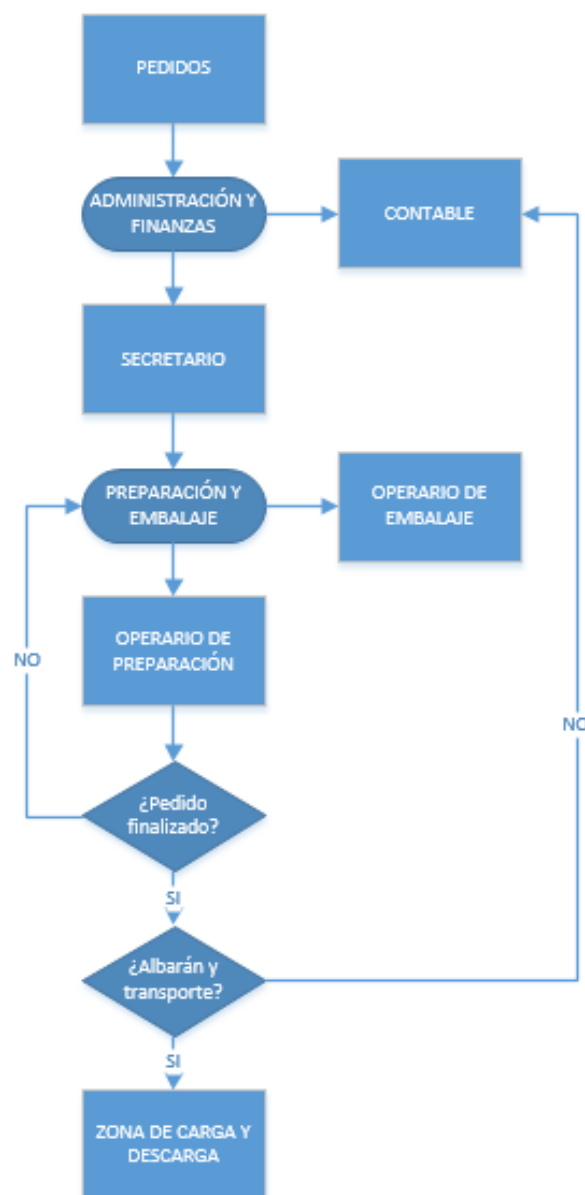 PEDIDOS
ADMINISTRACIÓN Y
FINANZAS
CONTABLE
SECRETARIO
PREPARACIÓN Y
EMBALAJE
OPERARIO DE
EMBALAJE
OPERARIO DE
PREPARACIÓN
NO
NO
¿Pedido
finalizado?
SI
¿Albarán y
transporte?
SI
ZONA DE CARGA Y
DESCARGA